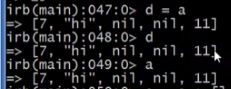 irb(main):047:0> d = a
=> [7, "hi", nil, nil, 11]
irb(main):048:0> d
=> [7, "hi", nil, nil, 11]
irb(main):049:0> a
=> [7, "hi", nil, nil, 11]